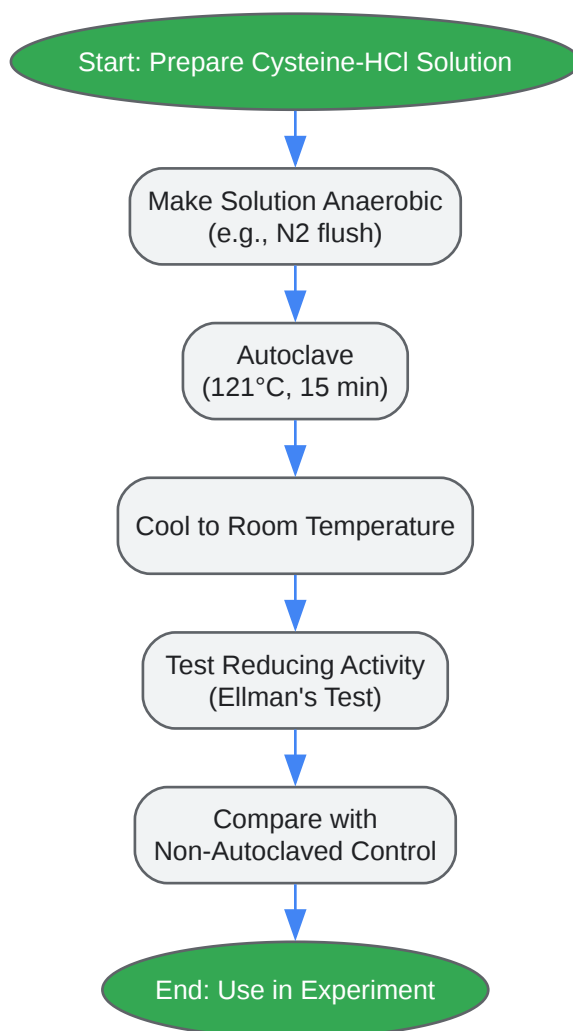 Start: Prepare Cysteine-HCl Solution
Make Solution Anaerobic
(e.g., N2 flush)
Autoclave
(121°C, 15 min)
Cool to Room Temperature
Test Reducing Activity
(Ellman's Test)
Compare with
Non-Autoclaved Control
End: Use in Experiment